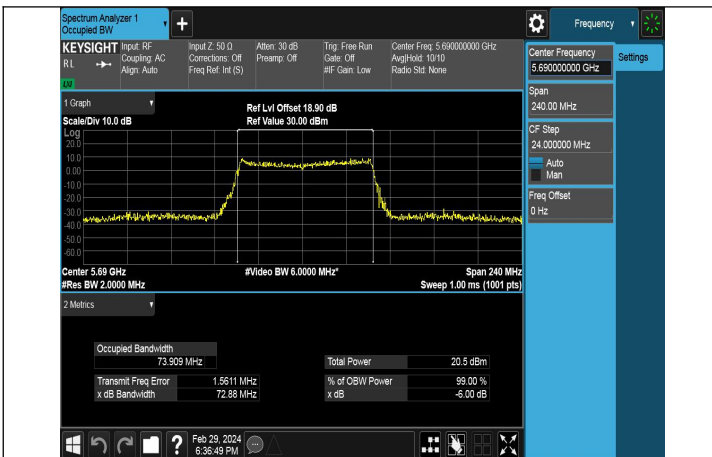 Spectrum Analyzer 1
Occupied BW
+
Frequency
KEYSIGHT
RL
Input: RF
Coupling: AC
Align: Auto
Input Z: 50 Ω
Corrections: Off
Freq Ref: Int (S)
Atten: 30 dB
Preamp: Off
Trig: Free Run
Gate: Off
#IF Gain: Low
Center Freq: 5.690000000 GHz
Avg|Hold: 10/10
Radio Std: None
Center Frequency
5.690000000 GHz
Settings
Span
240.00 MHz
CF Step
24.000000 MHz
Auto
Man
Freq Offset
0 Hz
1 Graph
Scale/Div 10.0 dB
Ref Lvl Offset 18.90 dB
Ref Value 30.00 dBm
Log
20.0
10.0
0.00
-10.0
-20.0
-30.0
-40.0
-50.0
-60.0
Center 5.69 GHz
#Video BW 6.0000 MHz*
Span 240 MHz
#Res BW 2.0000 MHz
Sweep 1.00 ms (1001 pts)
2 Metrics
Occupied Bandwidth
73.909 MHz
Total Power 20.5 dBm
Transmit Freq Error 1.5611 MHz
% of OBW Power 99.00 %
x dB Bandwidth 72.88 MHz
x dB -6.00 dB
?
Feb 29, 2024
6:36:49 PM